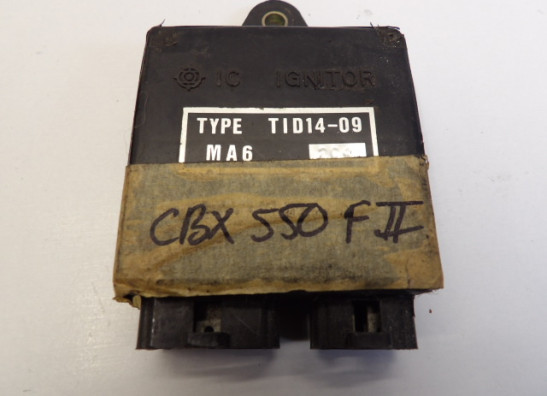 IC IGNITOR
TYPE TID14-09
MA6
CBX 550 F II